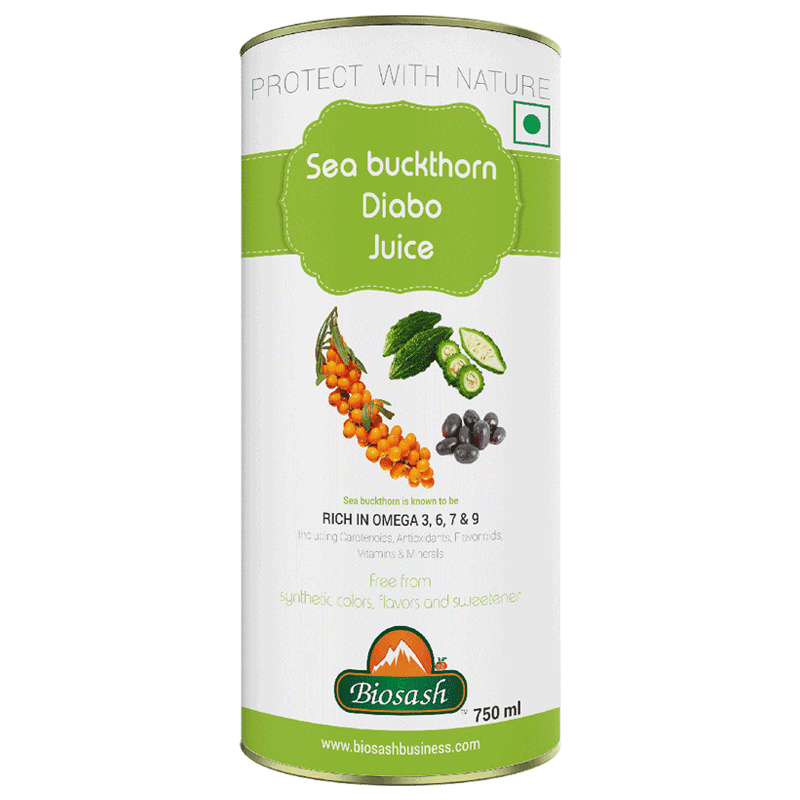 PROTECT WITH NATURE
Sea buckthorn
Diabo
Juice
Sea buckthorn is known to be
RICH IN OMEGA 3, 6, 7 & 9
Including Carotenoids, Antioxidants, Flavonoids,
Vitamins & Minerals
Free from
synthetic colors, flavors and sweetener
Biosash
TM
750 ml
www.biosashbusiness.com